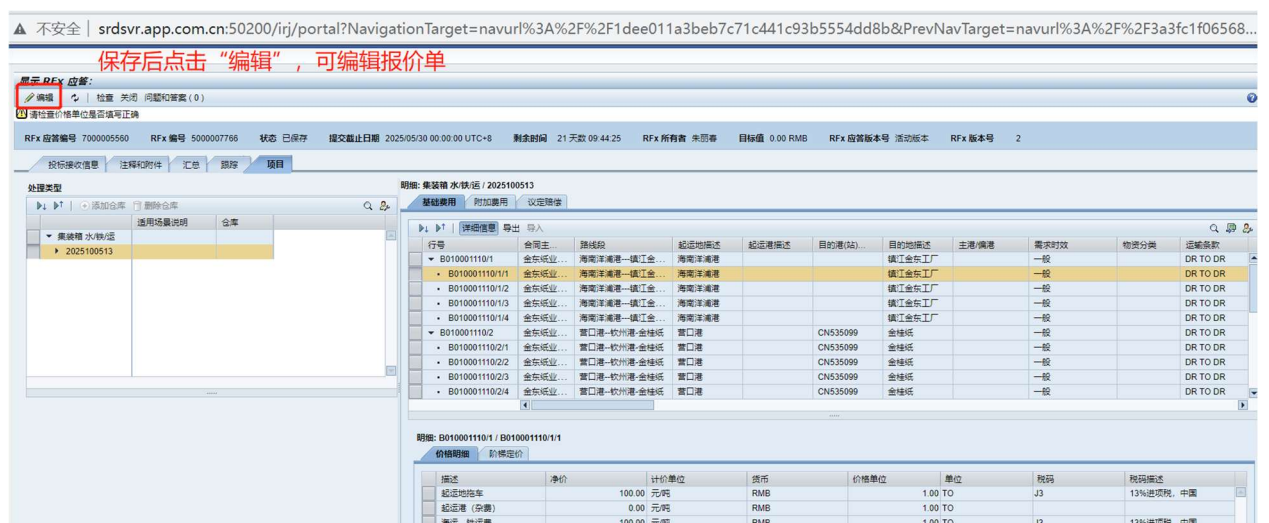 不安全 srdsvr.app.com.cn:50200/irj/portal?NavigationTarget=navurl%3A%2F%2F1dee011a3beb7c71c441c93b5554dd8b&PrevNavTarget=navurl%3A%2F%2F3a3fc1f06568...
保存后点击“编辑”，可编辑报价单
显示 RFx 应答:
编辑 检查 关闭 问题和答案 ( 0 )
请检查价格单位是否填写正确
RFx 应答编号 7000005560 RFx 编号 5000007766 状态 已保存 提交截止日期 2025/05/30 00:00:00 UTC+8 剩余时间 21 天数 09:44:25 RFx 所有者 朱丽春 目标值 0.00 RMB RFx 应答版本号 活动版本 RFx 版本号 2
投标接收信息 注释和附件 汇总 跟踪 项目
处理类型
添加仓库 删除仓库
适用场景说明 仓库
集装箱 水/铁/运
2025100513
明细: 集装箱 水/铁/运 / 2025100513
基础费用 附加费用 议定赔偿
详细信息 导出 导入
行号 合同主... 路线段 起运地描述 起运港描述 目的港(站)... 目的地描述 主港/偏港 需求时效 物资分类 运输条款
B010001110/1 金东纸业... 海南洋浦港---镇江金... 海南洋浦港 镇江金东工厂 一般 DR TO DR
B010001110/1/1 金东纸业... 海南洋浦港---镇江金... 海南洋浦港 镇江金东工厂 一般 DR TO DR
B010001110/1/2 金东纸业... 海南洋浦港---镇江金... 海南洋浦港 镇江金东工厂 一般 DR TO DR
B010001110/1/3 金东纸业... 海南洋浦港---镇江金... 海南洋浦港 镇江金东工厂 一般 DR TO DR
B010001110/1/4 金东纸业... 海南洋浦港---镇江金... 海南洋浦港 镇江金东工厂 一般 DR TO DR
B010001110/2 金东纸业... 营口港--钦州港-金桂纸 营口港 CN535099 金桂纸 一般 DR TO DR
B010001110/2/1 金东纸业... 营口港--钦州港-金桂纸 营口港 CN535099 金桂纸 一般 DR TO DR
B010001110/2/2 金东纸业... 营口港--钦州港-金桂纸 营口港 CN535099 金桂纸 一般 DR TO DR
B010001110/2/3 金东纸业... 营口港--钦州港-金桂纸 营口港 CN535099 金桂纸 一般 DR TO DR
B010001110/2/4 金东纸业... 营口港--钦州港-金桂纸 营口港 CN535099 金桂纸 一般 DR TO DR
明细: B010001110/1 / B010001110/1/1
价格明细 阶梯定价
描述 净价 计价单位 货币 价格单位 单位 税码 税码描述
起运地拖车 100.00 元/吨 RMB 1.00 TO J3 13%进项税，中国
起运港（杂费） 0.00 元/吨 RMB 1.00 TO
海运、铁运费 100.00 元/吨 RMB 1.00 TO J3 13%进项税，中国